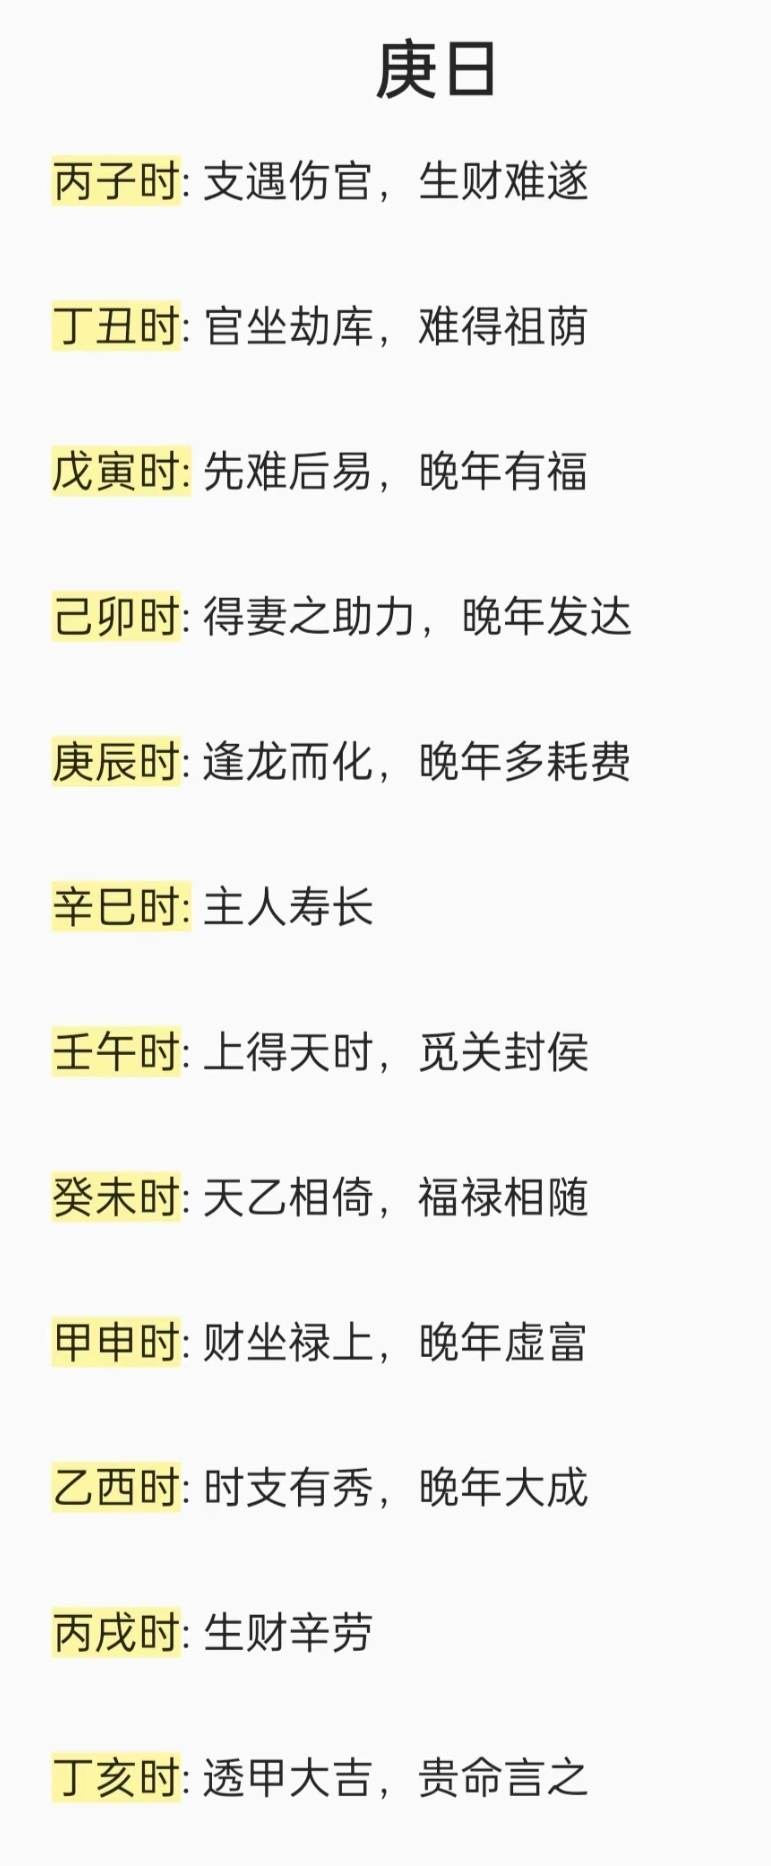 庚日
丙子时: 支遇伤官，生财难遂
丁丑时: 官坐劫库，难得祖荫
戊寅时: 先难后易，晚年有福
己卯时: 得妻之助力，晚年发达
庚辰时: 逢龙而化，晚年多耗费
辛巳时: 主人寿长
壬午时: 上得天时，觅关封侯
癸未时: 天乙相倚，福禄相随
甲申时: 财坐禄上，晚年虚富
乙西时: 时支有秀，晚年大成
丙戌时: 生财辛劳
丁亥时: 透甲大吉，贵命言之